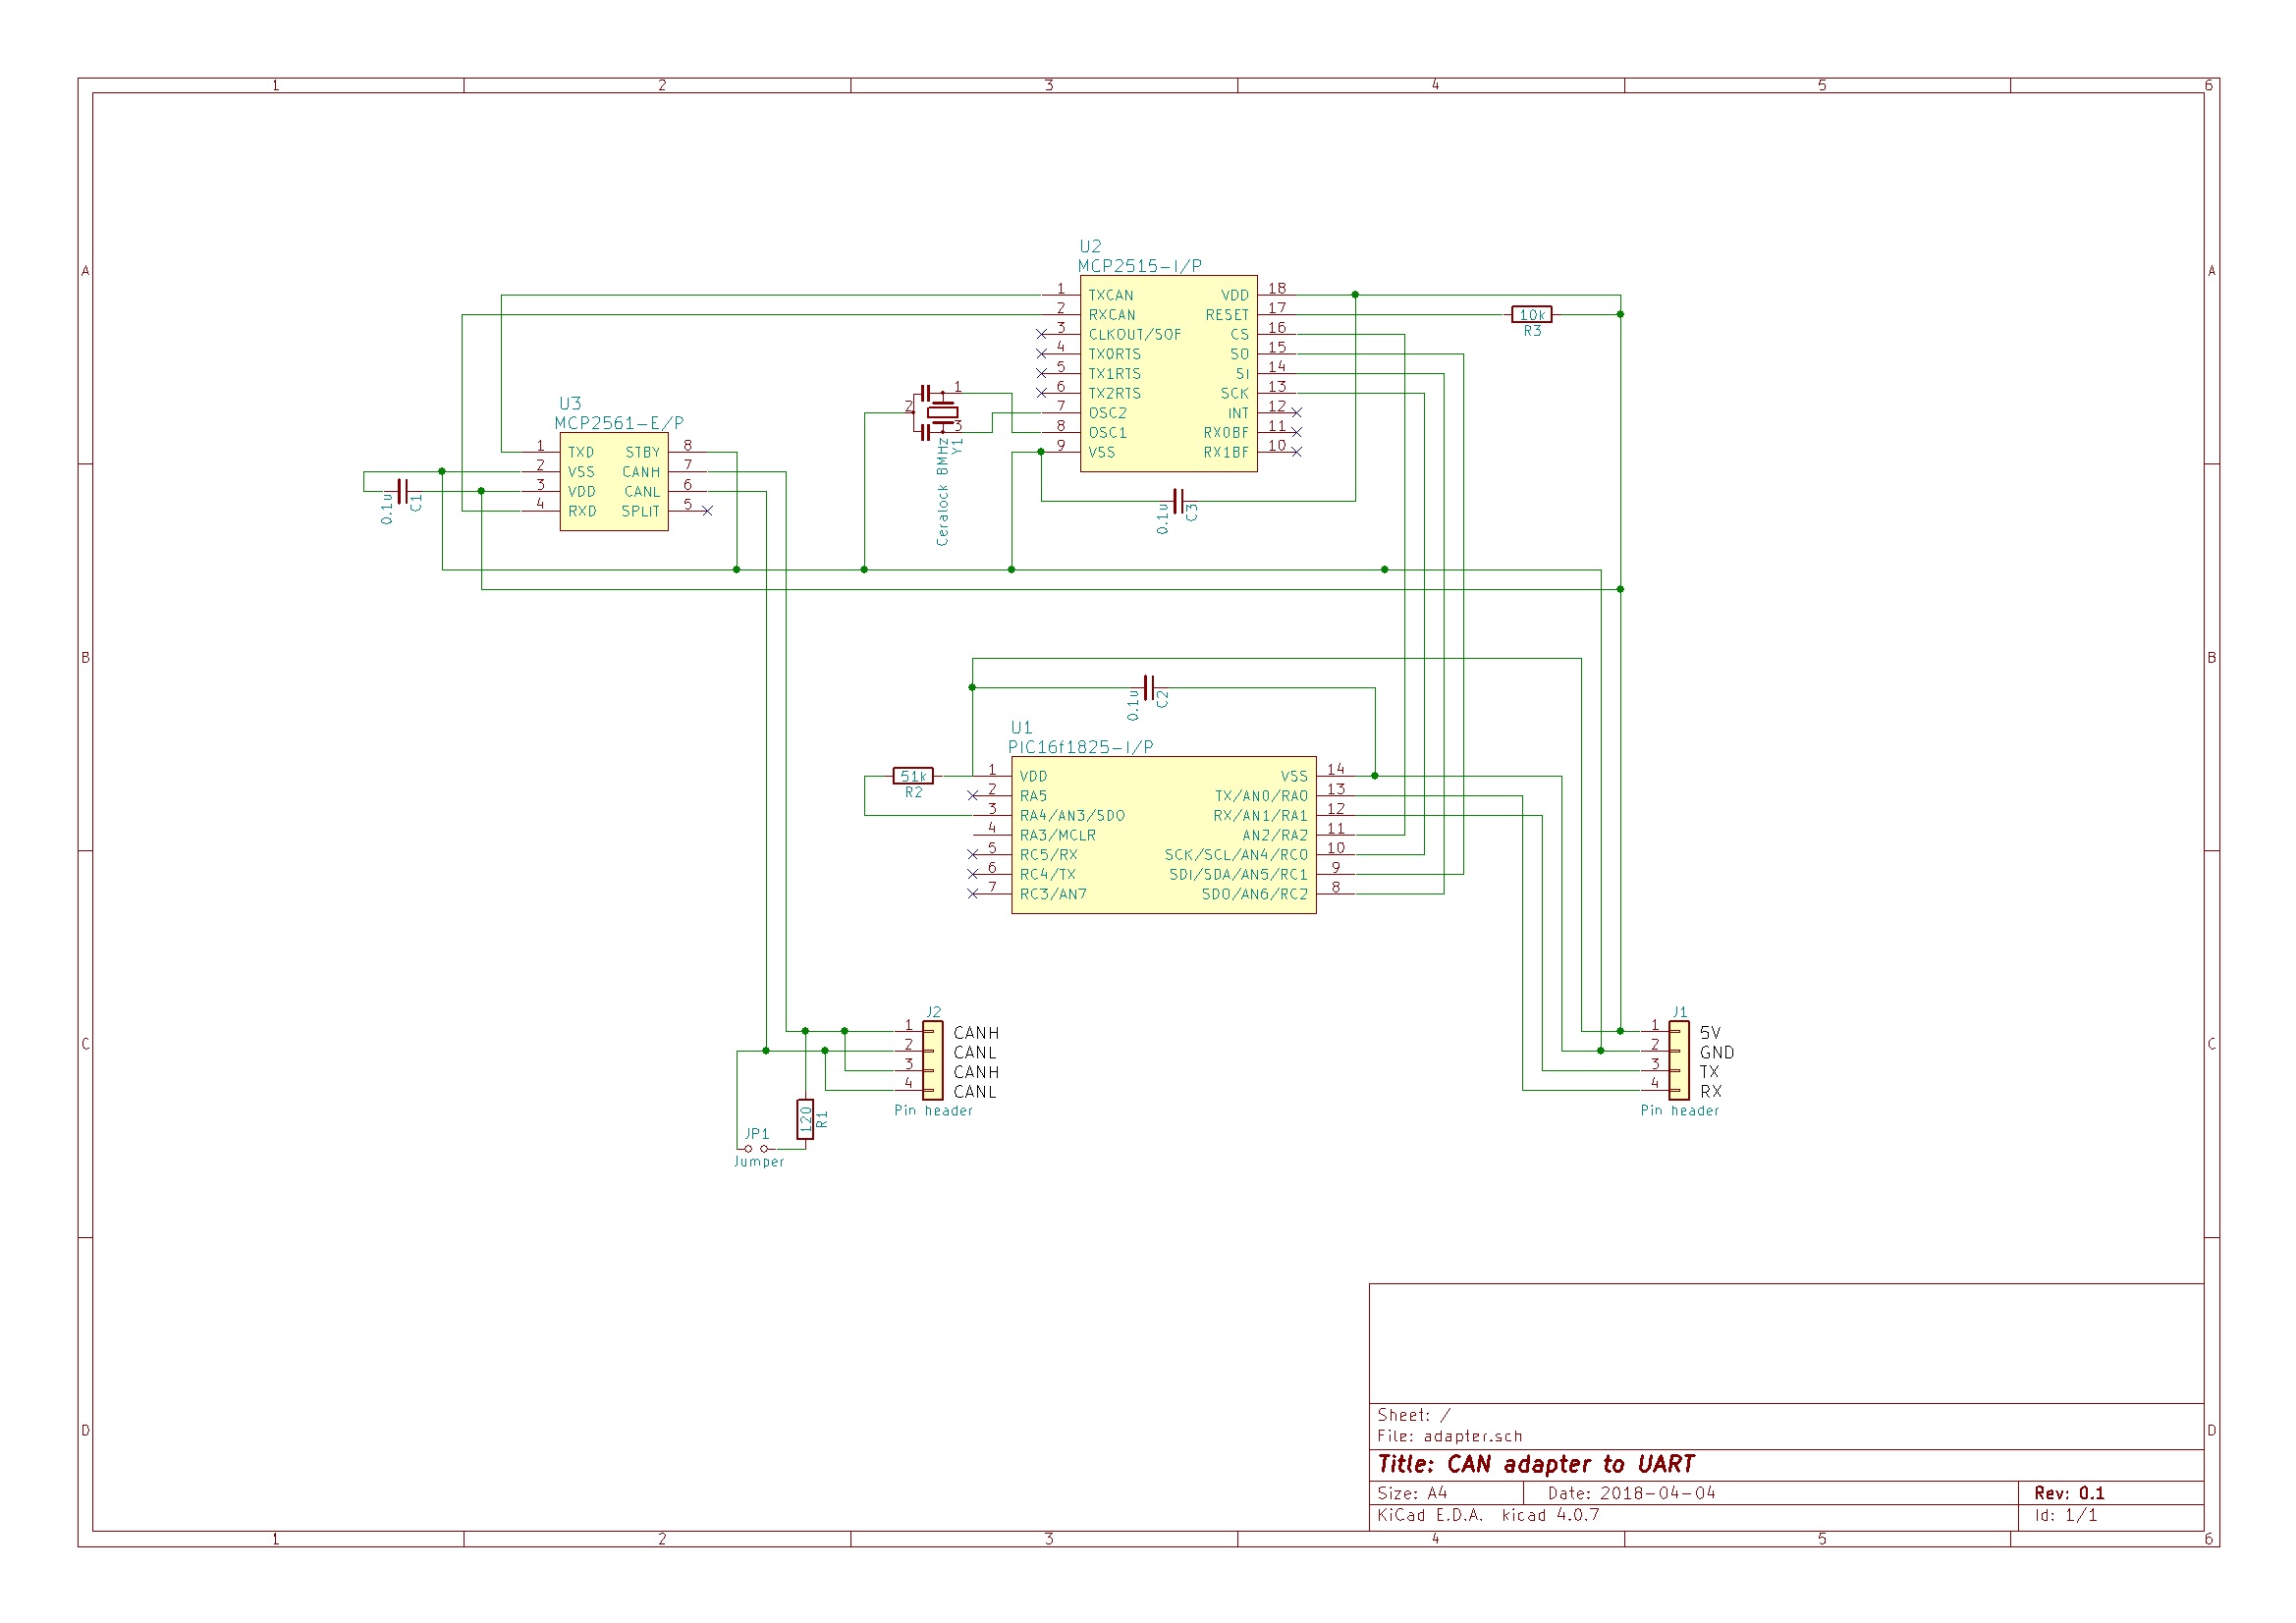 1 2 3 4 5 6
A A
B B
C C
D D
U2
MCP2515-I/P
1 TXCAN VDD 18
2 RXCAN RESET 17
3 CLKOUT/SOF CS 16
4 TX0RTS SO 15
5 TX1RTS SI 14
6 TX2RTS SCK 13
7 OSC2 INT 12
8 OSC1 RX0BF 11
9 VSS RX1BF 10
10k
R3
1
2
3
Ceralock 8MHz
Y1
U3
MCP2561-E/P
1 TXD STBY 8
2 VSS CANH 7
3 VDD CANL 6
4 RXD SPLIT 5
0.1u
C1
0.1u
C3
0.1u
C2
U1
PIC16f1825-I/P
1 VDD VSS 14
2 RA5 TX/AN0/RA0 13
3 RA4/AN3/SDO RX/AN1/RA1 12
4 RA3/MCLR AN2/RA2 11
5 RC5/RX SCK/SCL/AN4/RC0 10
6 RC4/TX SDI/SDA/AN5/RC1 9
7 RC3/AN7 SDO/AN6/RC2 8
51k
R2
J2
1 CANH
2 CANL
3 CANH
4 CANL
Pin header
120
R1
JP1
Jumper
J1
1 5V
2 GND
3 TX
4 RX
Pin header
Sheet: /
File: adapter.sch
Title: CAN adapter to UART
Size: A4 Date: 2018-04-04 Rev: 0.1
KiCad E.D.A. kicad 4.0.7 Id: 1/1
1 2 3 4 5 6